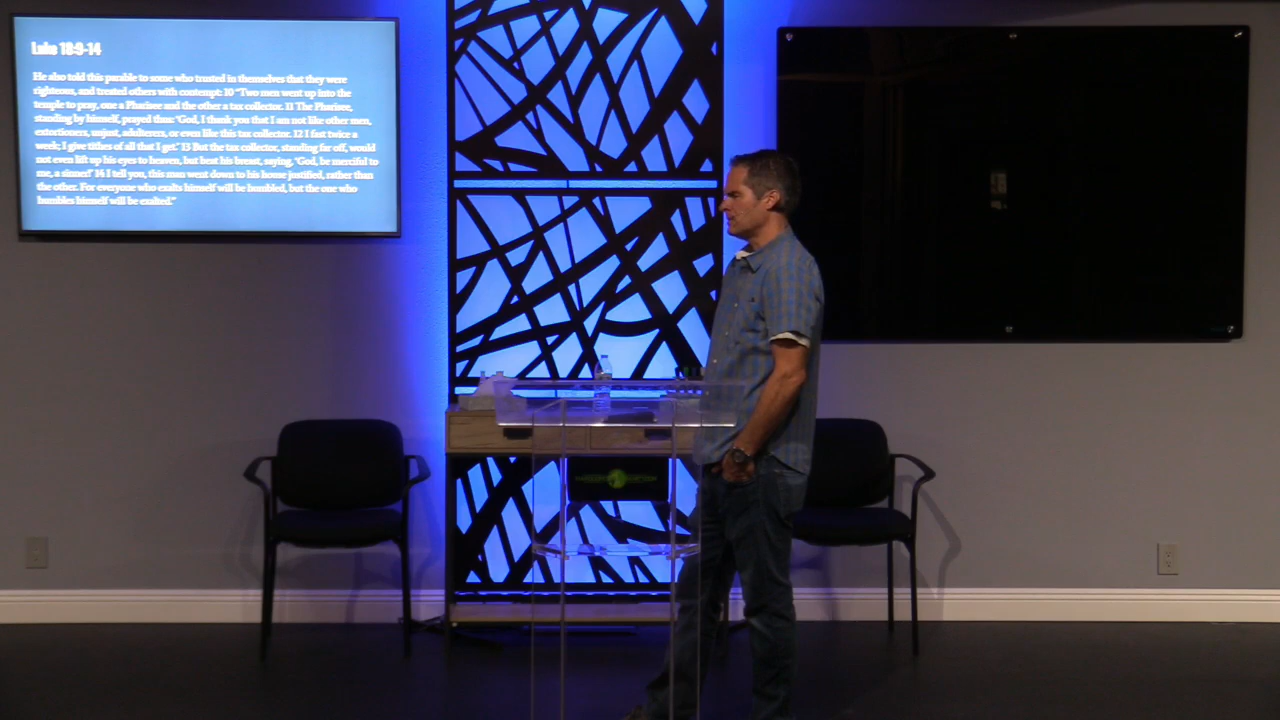 Luke 18:9-14
He also told this parable to some who trusted in themselves that they were
righteous, and treated others with contempt: 10 “Two men went up into the
temple to pray, one a Pharisee and the other a tax collector. 11 The Pharisee,
standing by himself, prayed thus: ‘God, I thank you that I am not like other men,
extortioners, unjust, adulterers, or even like this tax collector. 12 I fast twice a
week; I give tithes of all that I get.’ 13 But the tax collector, standing far off, would
not even lift up his eyes to heaven, but beat his breast, saying, ‘God, be merciful to
me, a sinner!’ 14 I tell you, this man went down to his house justified, rather than
the other. For everyone who exalts himself will be humbled, but the one who
humbles himself will be exalted.”